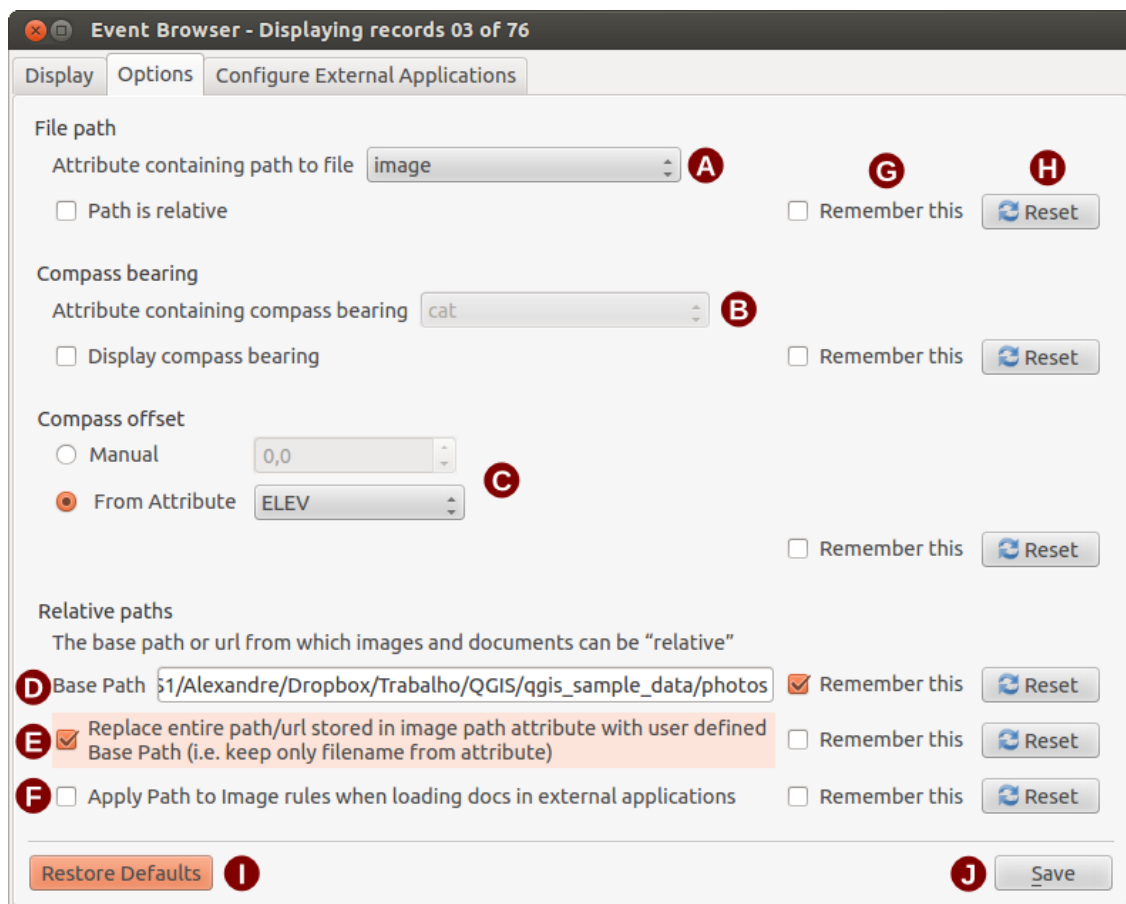 Event Browser - Displaying records 03 of 76
Display Options Configure External Applications
File path
Attribute containing path to file image A G H
Path is relative Remember this Reset
Compass bearing
Attribute containing compass bearing cat B
Display compass bearing Remember this Reset
Compass offset
Manual 0,0
C
From Attribute ELEV
Remember this Reset
Relative paths
The base path or url from which images and documents can be “relative”
D Base Path 51/Alexandre/Dropbox/Trabalho/QGIS/qgis_sample_data/photos Remember this Reset
E Replace entire path/url stored in image path attribute with user defined
Base Path (i.e. keep only filename from attribute) Remember this Reset
F Apply Path to Image rules when loading docs in external applications Remember this Reset
Restore Defaults I J Save